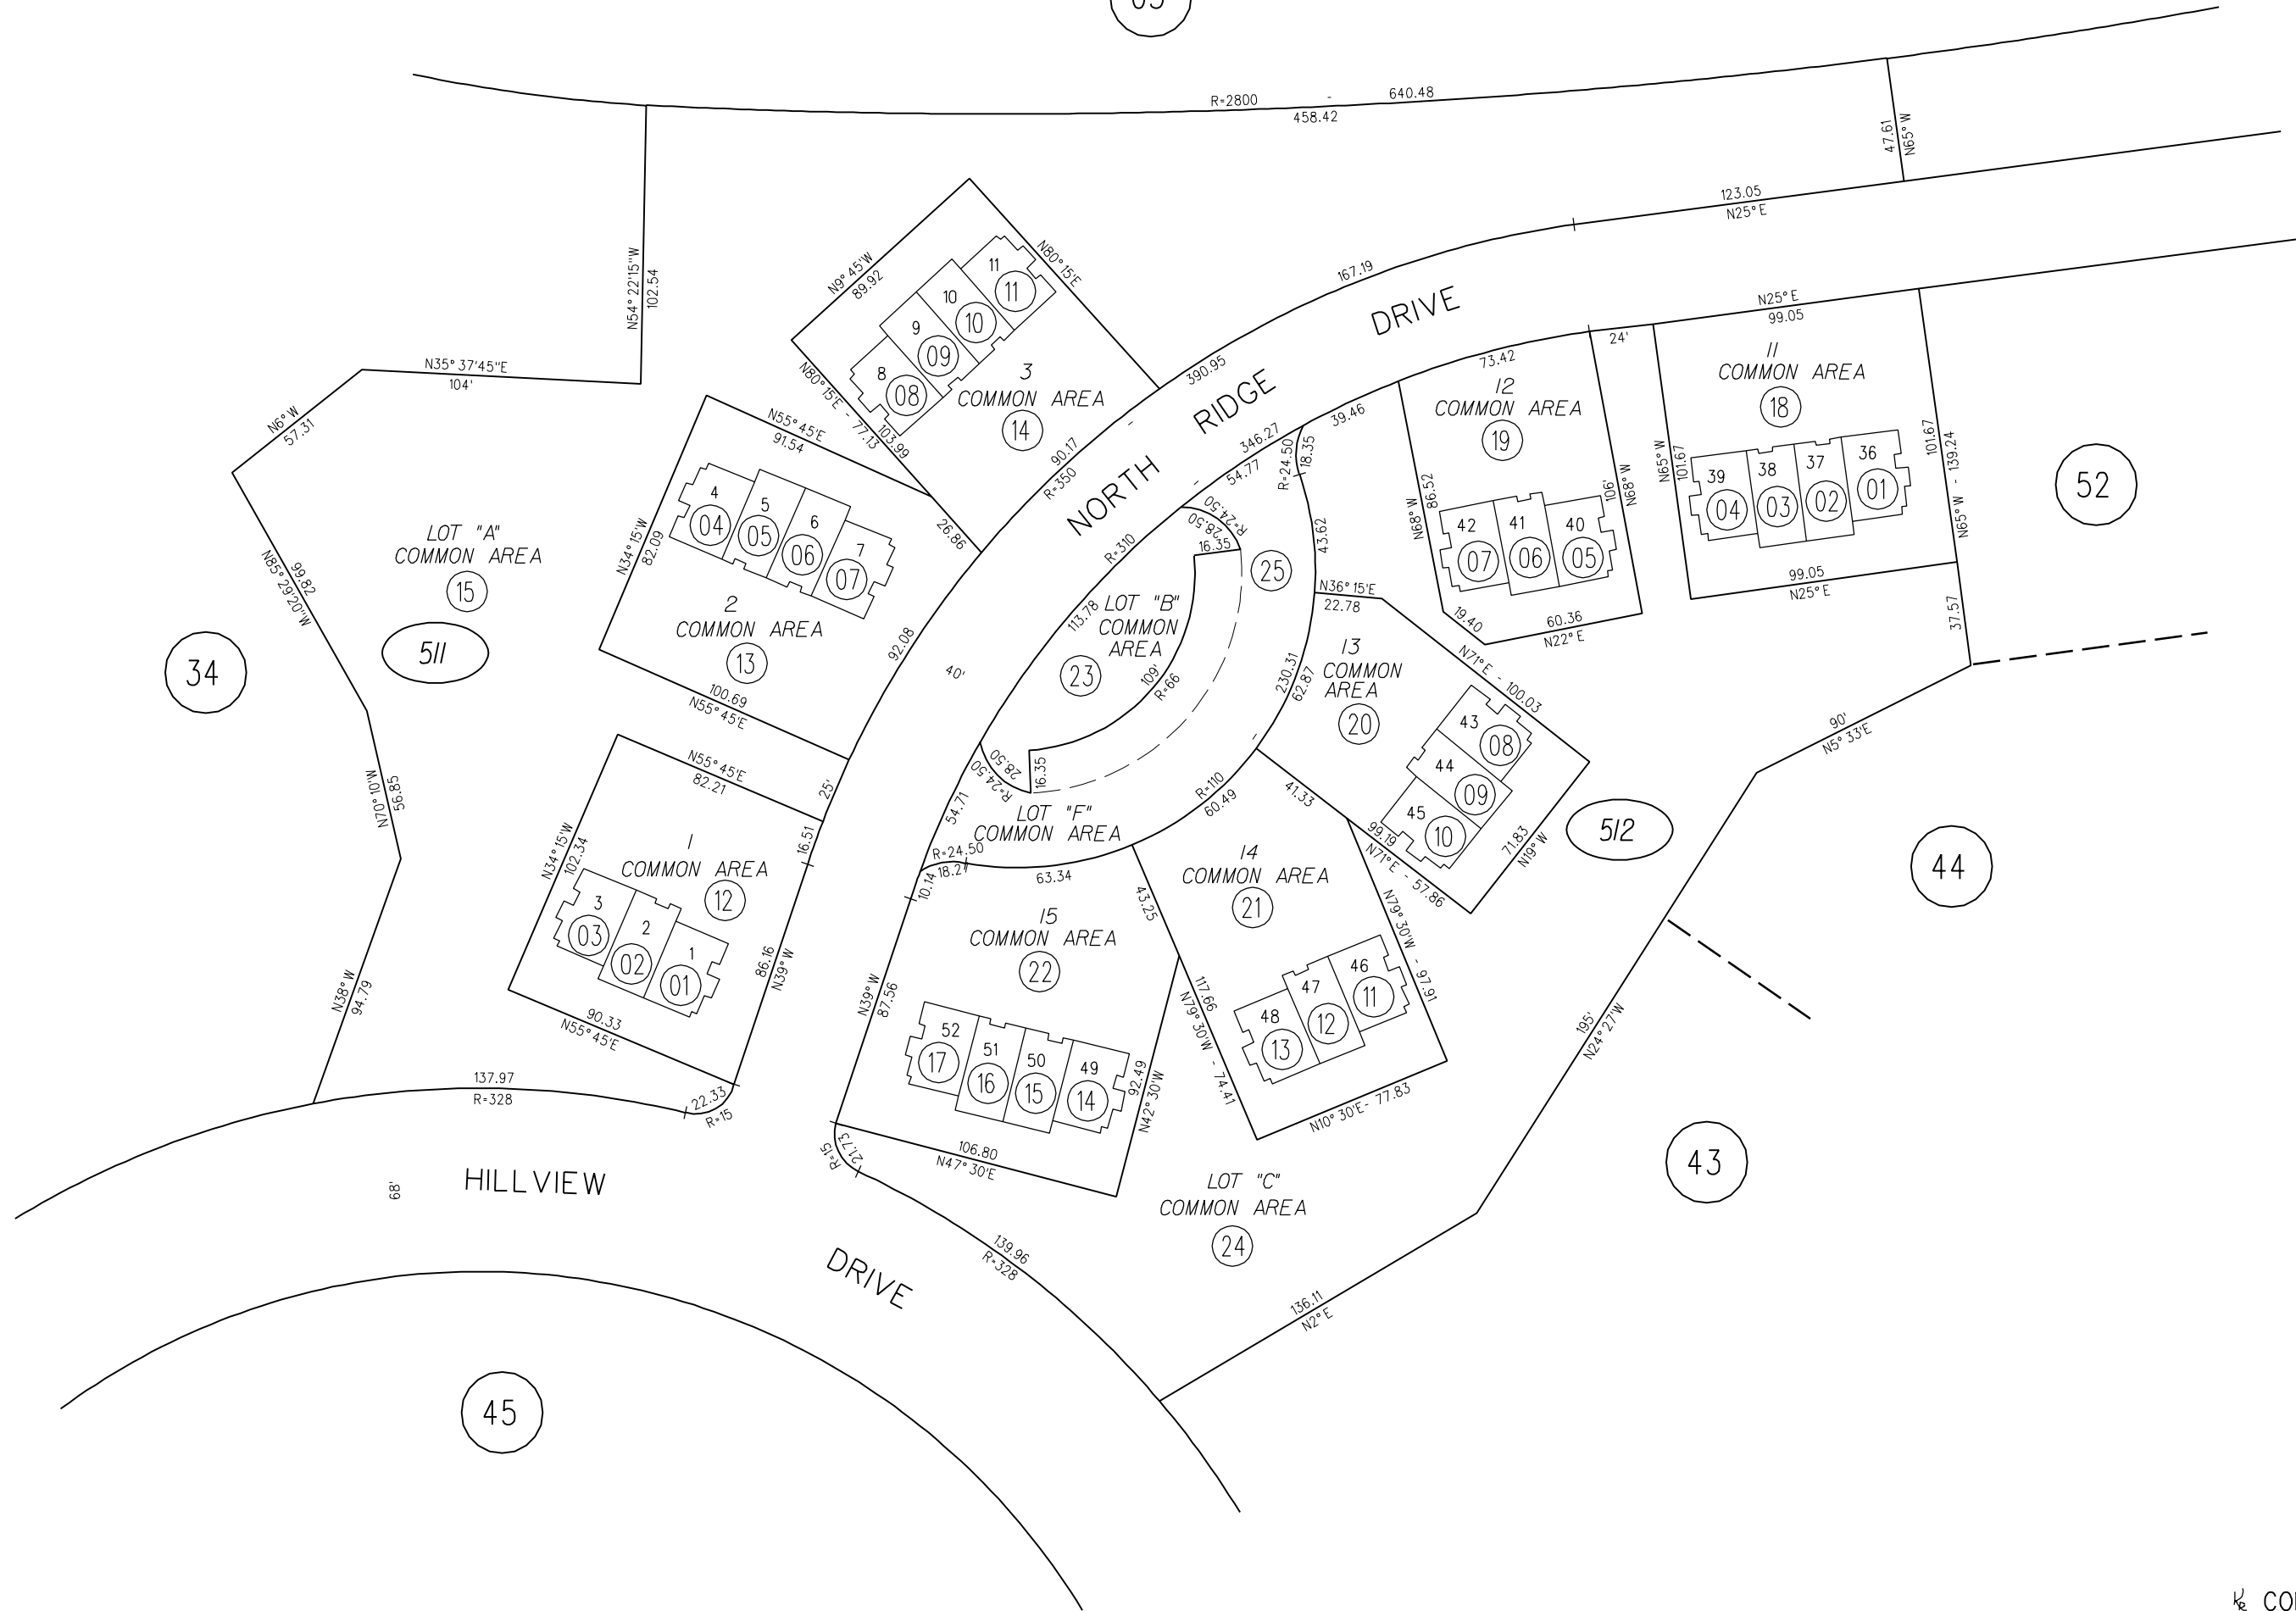 R=2800 - 640.48
458.42
47.61
N65° W
123.05
N25° E
N54° 22'15"W
102.54
N9° 45'W
89.92
N80° 15'E
11
11
10
10
9
09
8
08
3
COMMON AREA
14
N80° 15'E - 77.13
103.99
167.19
DRIVE
RIDGE
NORTH
390.95
90.17
R=350
N25° E
99.05
24'
73.42
39.46
346.27
54.77
R=24.50
18.35
11
COMMON AREA
18
12
COMMON AREA
19
N35° 37'45"E
104'
N6° W
57.31
N55° 45'E
91.54
26.86
4
04
5
05
6
06
7
07
N34° 15'W
82.09
2
COMMON AREA
13
100.69
N55° 45'E
LOT "A"
COMMON AREA
15
511
34
99.82
N85° 29'20"W
N70° 10'W
56.85
N38° W
94.79
39
04
38
03
37
02
36
01
N65° W
101.67
101.67
N65° W - 139.24
99.05
N25° E
37.57
52
N68° W
86.52
42
07
41
06
40
05
106'
N68° W
19.40
60.36
N22° E
R=24.50
28.50
16.35
25
43.62
R=310
113.78
LOT "B"
COMMON
AREA
23
109'
R=66
92.08
40'
N36° 15'E
22.78
13
COMMON
AREA
20
230.31
62.87
N71° E - 100.03
43
08
44
09
45
10
71.83
N19° W
512
41.33
99.19
N71° E - 57.86
90'
N5° 33'E
44
N55° 45'E
82.21
25'
16.51
1
COMMON AREA
12
N34° 15'W
102.34
3
03
2
02
1
01
86.16
N39° W
90.33
N55° 45'E
28.50
R=24.50
16.35
54.71
LOT "F"
COMMON AREA
R=110
60.49
R=24.50
18.27
10.14
63.34
14
COMMON AREA
21
43.25
N79° 30'W - 97.91
15
COMMON AREA
22
N39° W
87.56
52
17
51
16
50
15
49
14
92.49
N42° 30'W
117.66
N79° 30'W - 74.41
46
11
47
12
48
13
N10° 30'E - 77.83
195'
N24° 27'W
43
137.97
R=328
22.33
R=15
R=15
21.73
106.80
N47° 30'E
HILLVIEW
68'
DRIVE
139.96
R=328
LOT "C"
COMMON AREA
24
136.11
N2° E
45